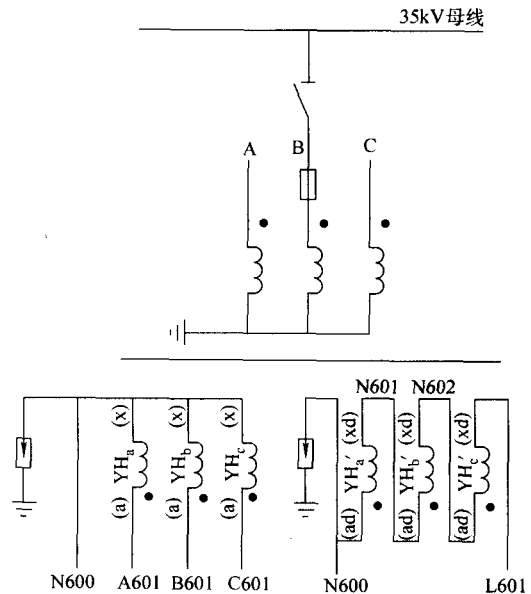 35kV母线
A B C
N601 N602
(x) (x) (x) (xd) (xd) (xd)
YHa YHb YHc YH′a YH′b YH′c
(a) (a) (a) (ad) (ad) (ad)
N600 A601 B601 C601 N600 L601